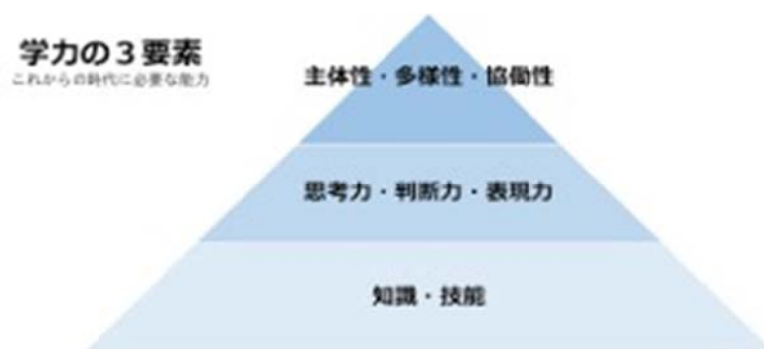 学力の３要素
これからの時代に必要な能力
主体性・多様性・協働性
思考力・判断力・表現力
知識・技能